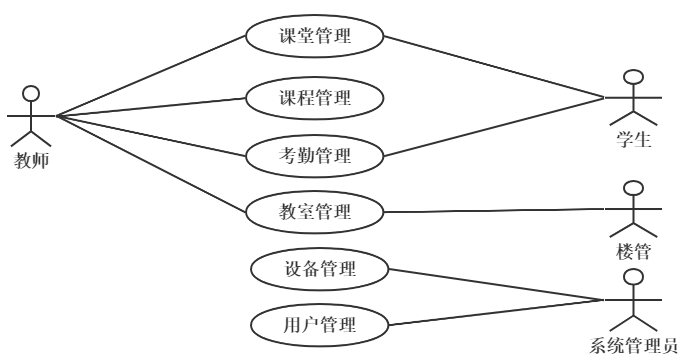 课堂管理
课程管理
教师
考勤管理
学生
教室管理
楼管
设备管理
用户管理
系统管理员